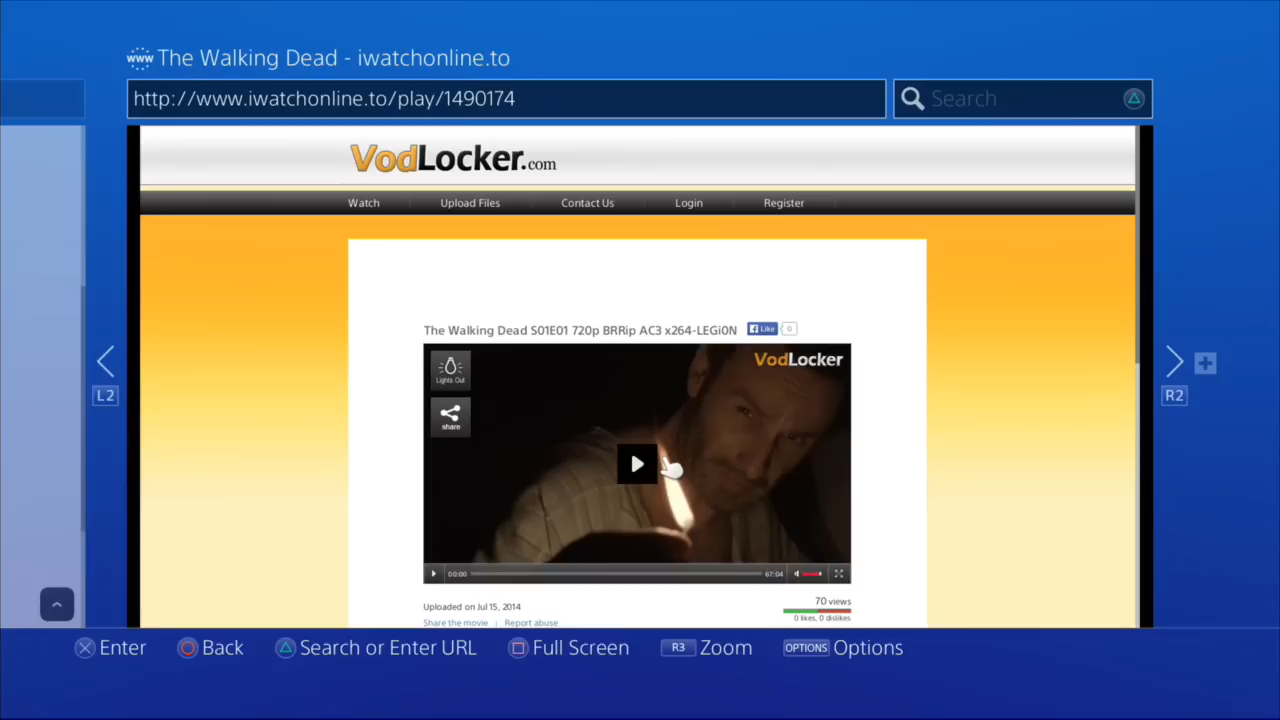 The Walking Dead - iwatchonline.to
http://www.iwatchonline.to/play/1490174
Search
VodLocker.com
Watch
Upload Files
Contact Us
Login
Register
The Walking Dead S01E01 720p BRRip AC3 x264-LEGi0N
Like
0
Lights Out
VodLocker
share
L2
R2
00:00
67:04
Uploaded on Jul 15, 2014
70 views
0 likes, 0 dislikes
Share the movie | Report abuse
Enter
Back
Search or Enter URL
Full Screen
R3 Zoom
OPTIONS Options